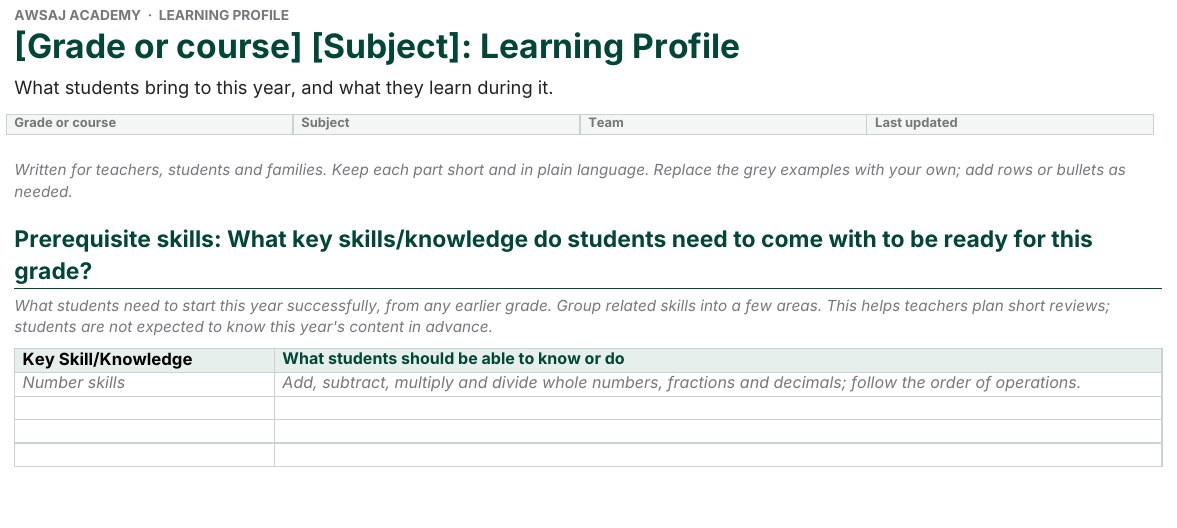 AWSAJ ACADEMY · LEARNING PROFILE
[Grade or course] [Subject]: Learning Profile
What students bring to this year, and what they learn during it.
Grade or course Subject Team Last updated
Written for teachers, students and families. Keep each part short and in plain language. Replace the grey examples with your own; add rows or bullets as
needed.
Prerequisite skills: What key skills/knowledge do students need to come with to be ready for this
grade?
What students need to start this year successfully, from any earlier grade. Group related skills into a few areas. This helps teachers plan short reviews;
students are not expected to know this year's content in advance.
Key Skill/Knowledge What students should be able to know or do
Number skills Add, subtract, multiply and divide whole numbers, fractions and decimals; follow the order of operations.